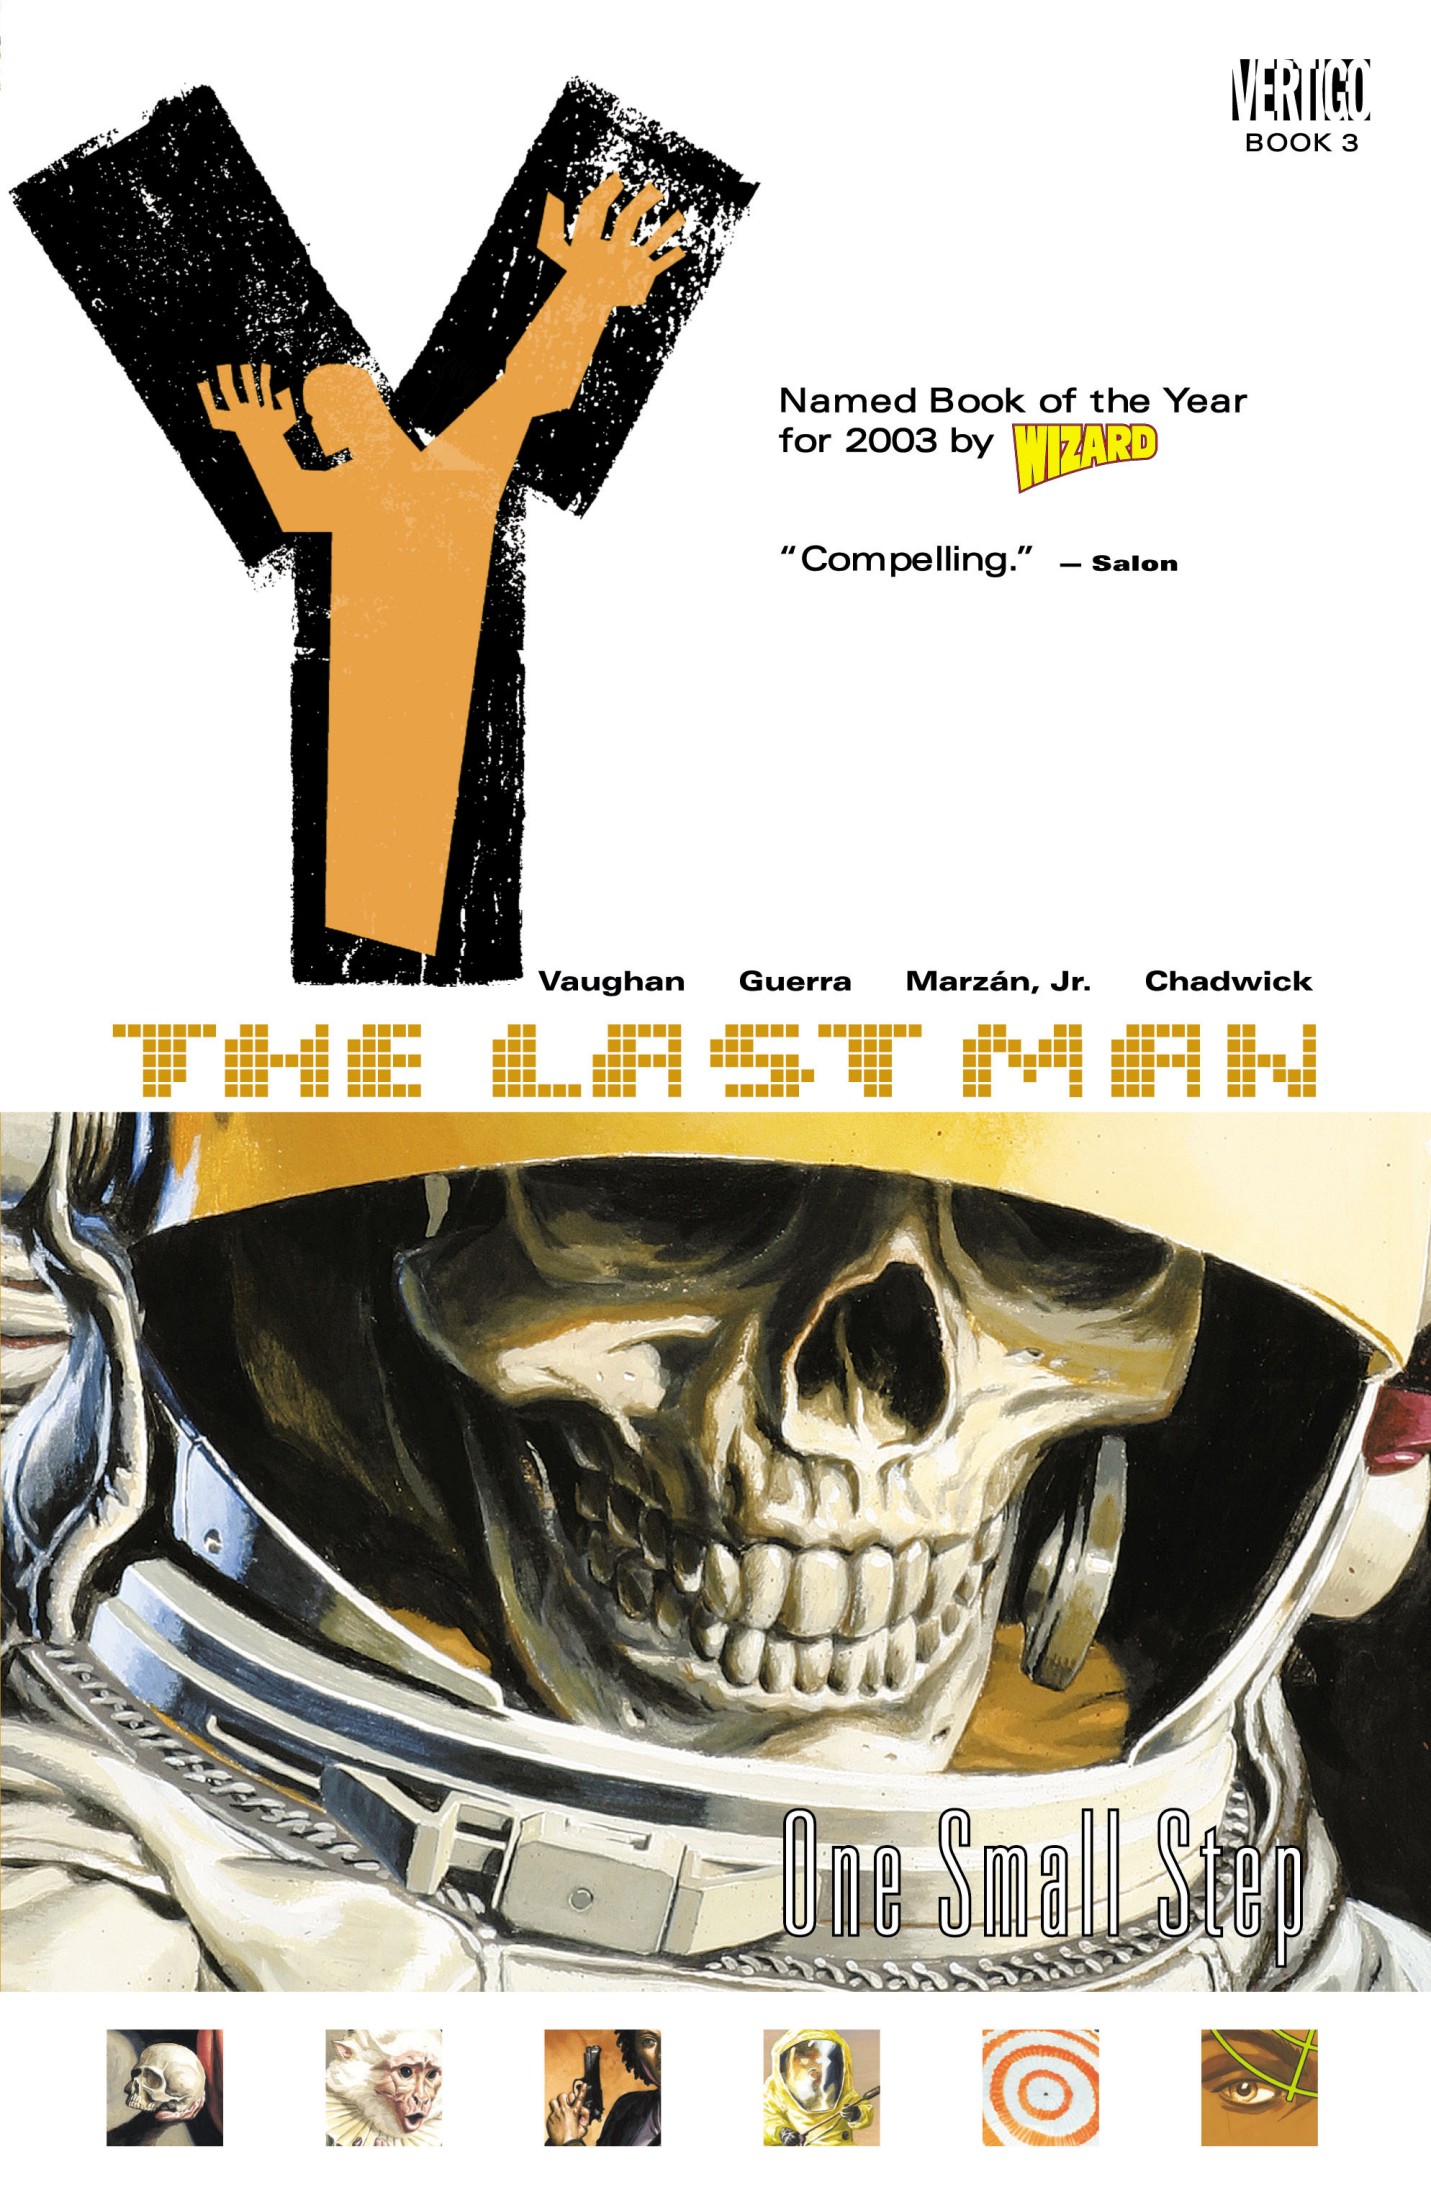 VERTIGO
BOOK 3
Y
Named Book of the Year
for 2003 by WIZARD
“Compelling.” — Salon
Vaughan Guerra Marzán, Jr. Chadwick
THE LAST MAN
One Small Step